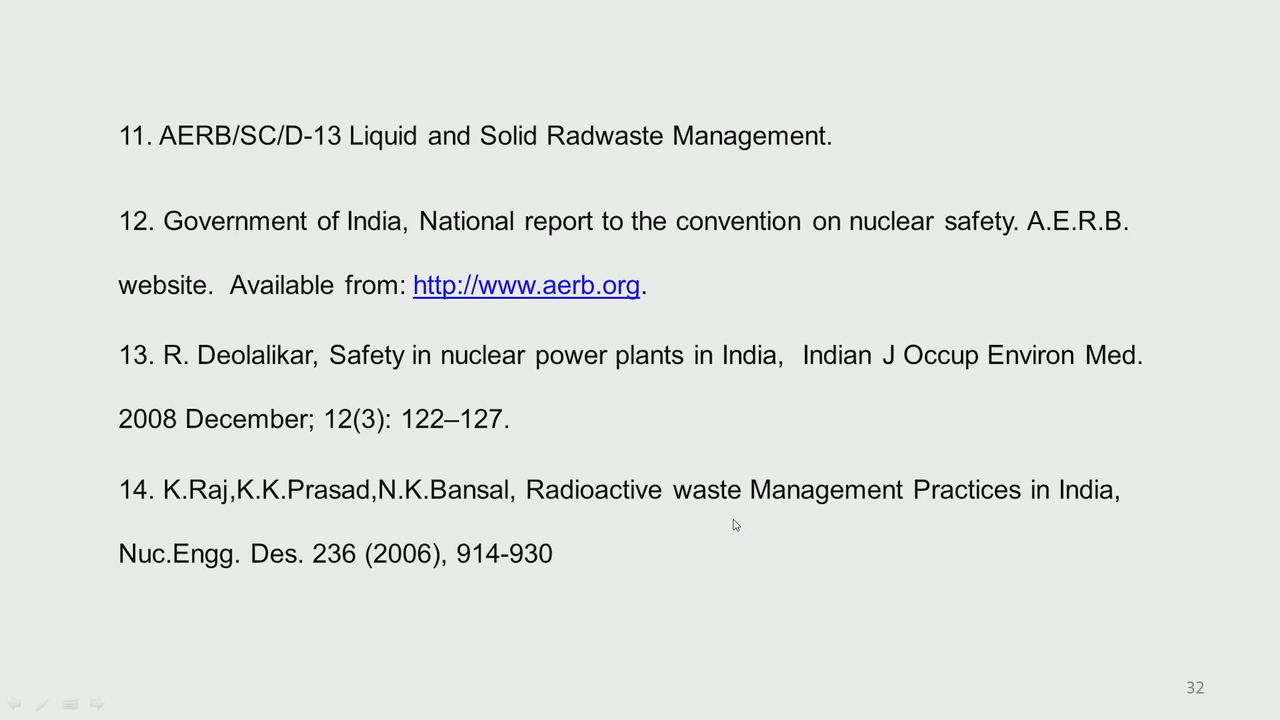 11. AERB/SC/D-13 Liquid and Solid Radwaste Management.
12. Government of India, National report to the convention on nuclear safety. A.E.R.B.
website. Available from: http://www.aerb.org.
13. R. Deolalikar, Safety in nuclear power plants in India, Indian J Occup Environ Med.
2008 December; 12(3): 122–127.
14. K.Raj,K.K.Prasad,N.K.Bansal, Radioactive waste Management Practices in India,
Nuc.Engg. Des. 236 (2006), 914-930
32